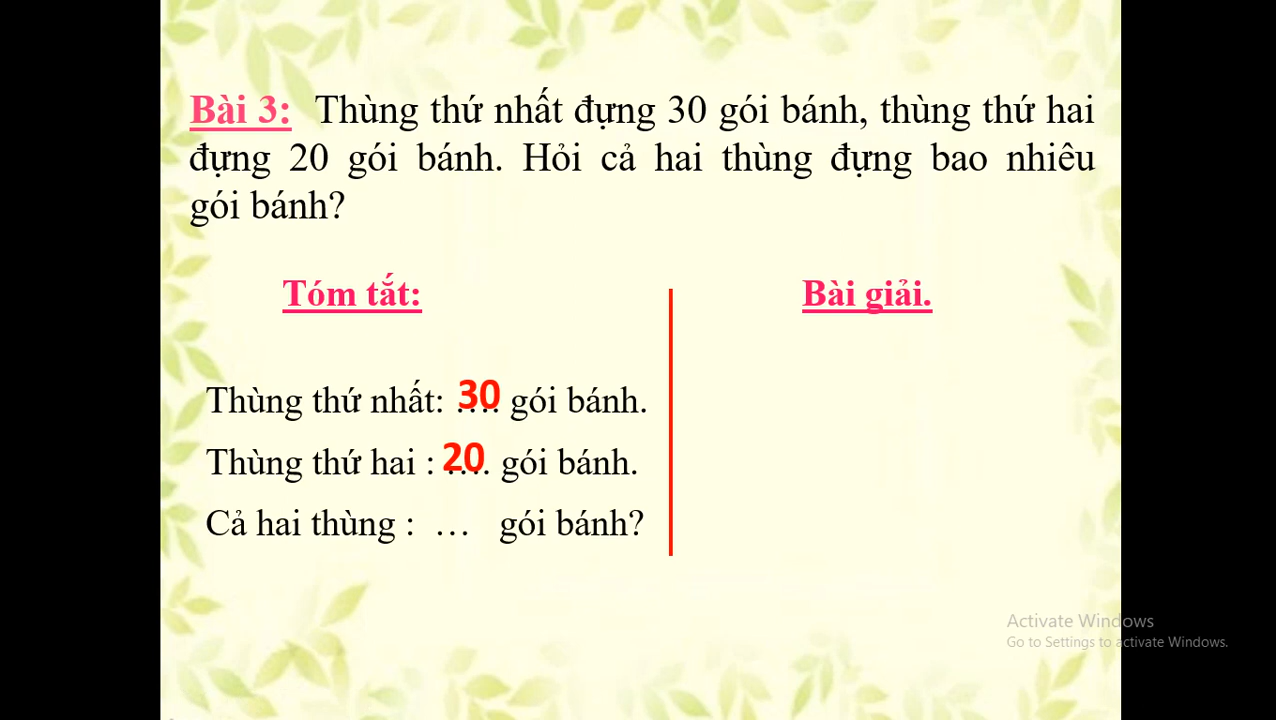 Bài 3: Thùng thứ nhất đựng 30 gói bánh, thùng thứ hai
đựng 20 gói bánh. Hỏi cả hai thùng đựng bao nhiêu
gói bánh?
Tóm tắt:
Thùng thứ nhất: 30 gói bánh.
Thùng thứ hai : 20 gói bánh.
Cả hai thùng : … gói bánh?
Bài giải.
Activate Windows
Go to Settings to activate Windows.